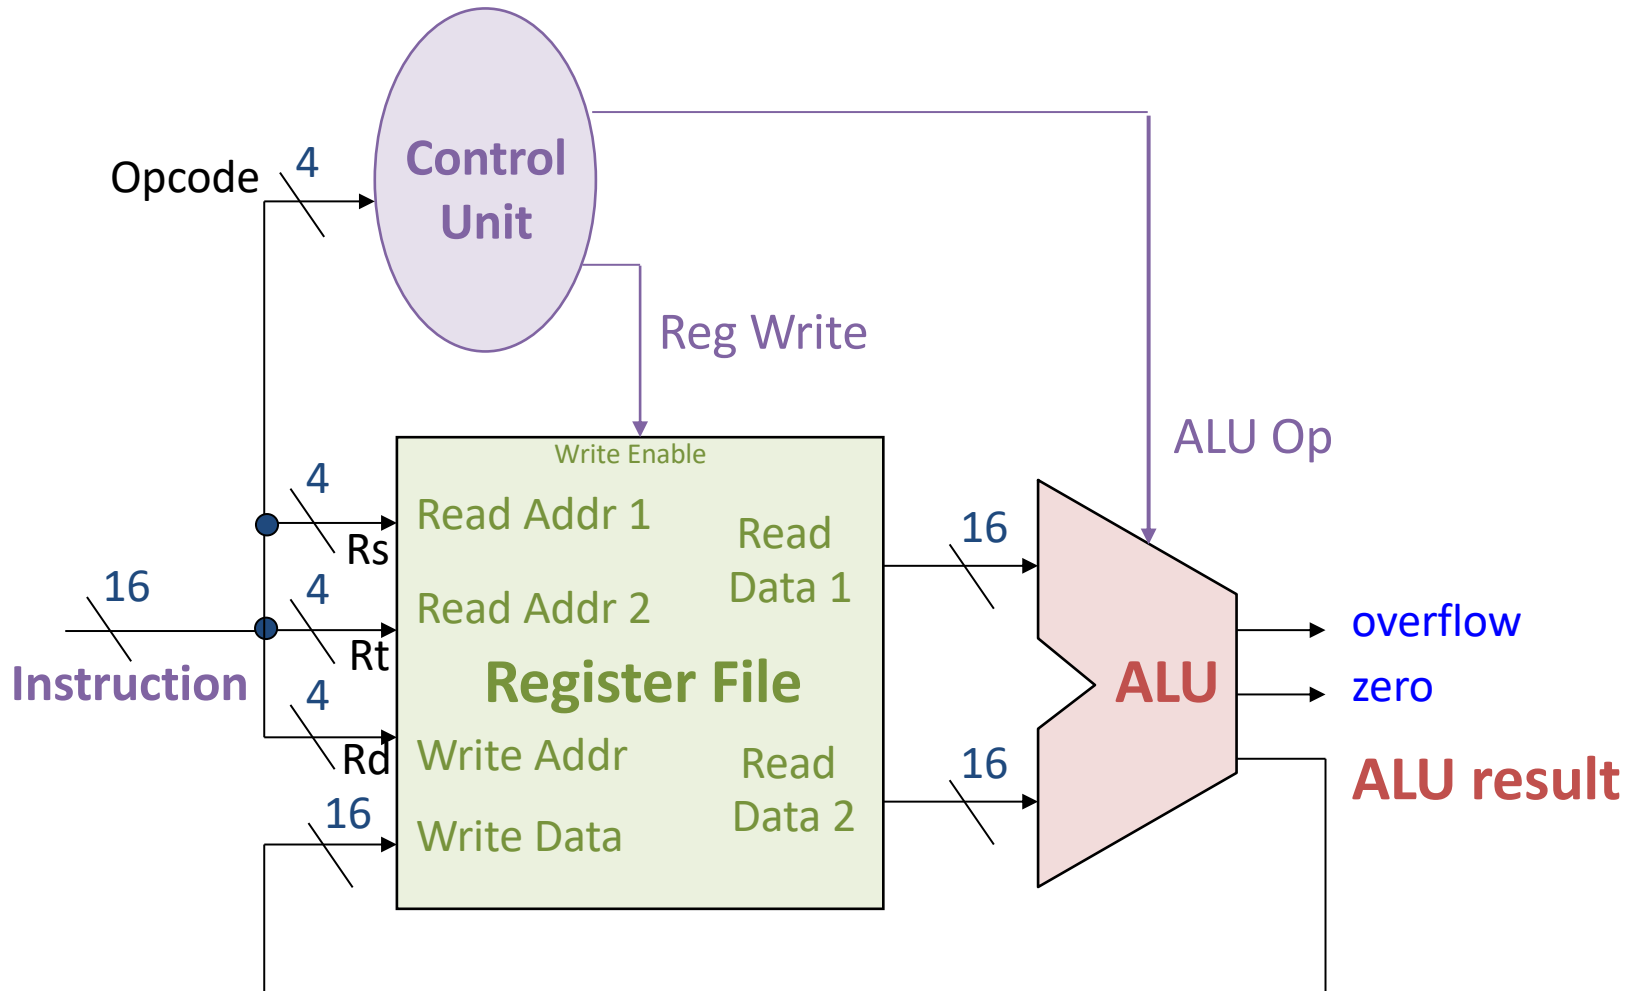 Control
Unit
Opcode
4
Reg Write
ALU Op
Write Enable
4
Read Addr 1
Rs
Read
Data 1
16
16
4
Read Addr 2
Rt
Instruction
Register File
ALU
overflow
zero
4
Write Addr
Rd
Read
Data 2
16
ALU result
16
Write Data